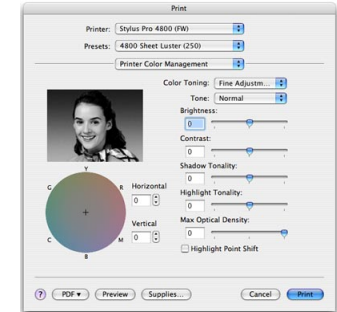 Print
Printer: Stylus Pro 4800 (FW)
Presets: 4800 Sheet Luster (250)
Printer Color Management
Color Toning: Fine Adjustm...
Tone: Normal
Brightness:
0
Contrast:
0
Shadow Tonality:
0
Highlight Tonality:
0
Max Optical Density:
0
Highlight Point Shift
Y
G R
C M
B
Horizontal
0
Vertical
0
? PDF ▾ Preview Supplies... Cancel Print